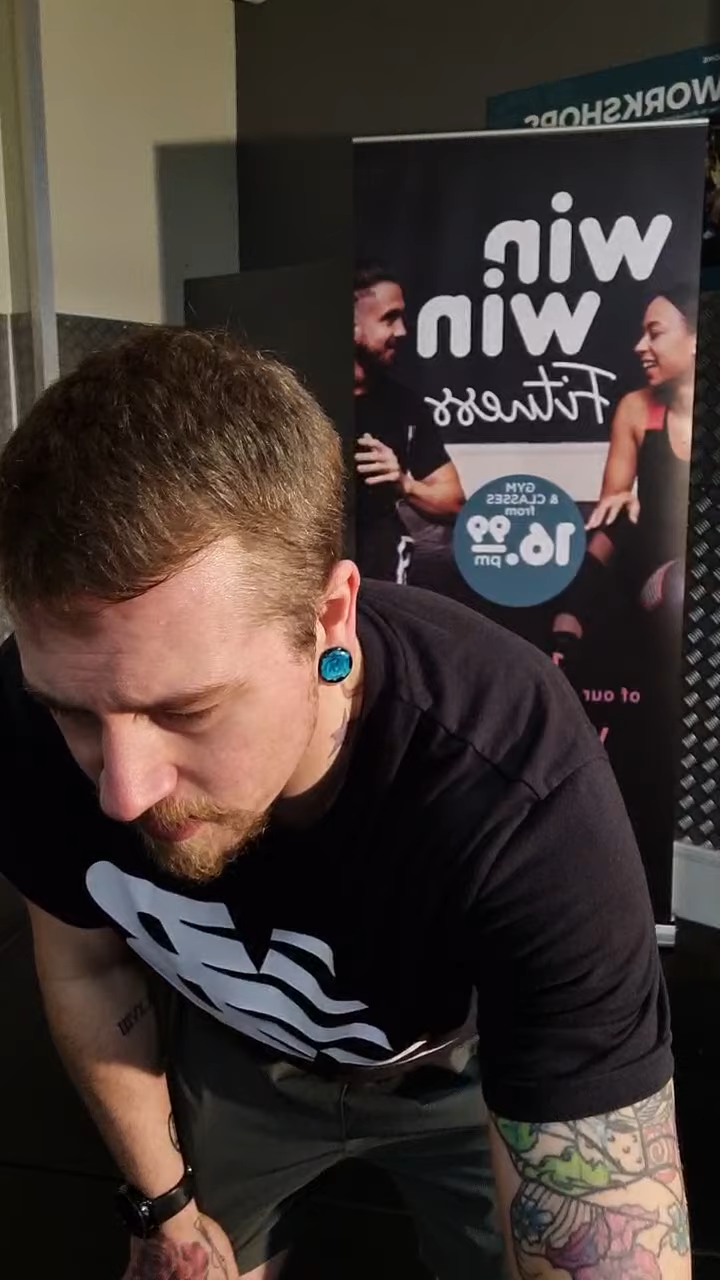 WORKSHOPS
win
win
Fitness
GYM
& CLASSES
from
16.99
pm
of our